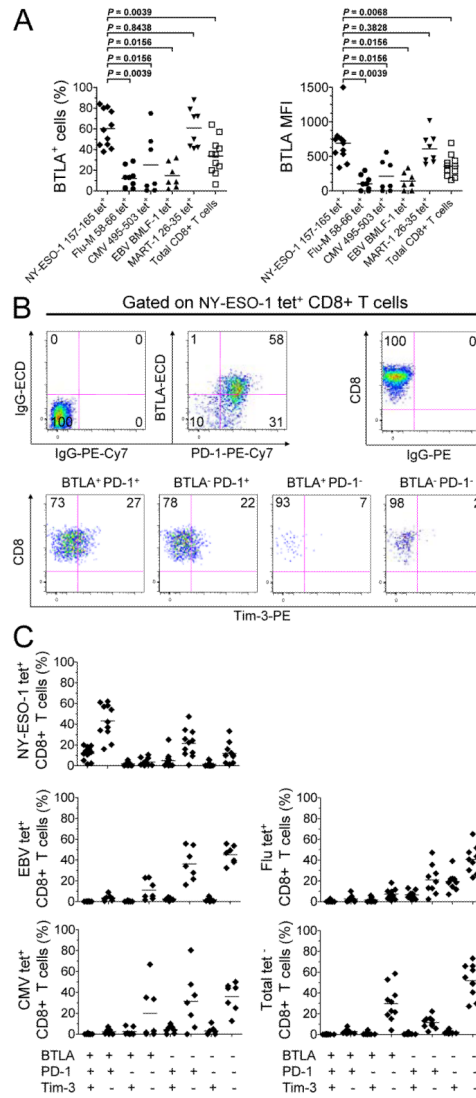 A
P = 0.0039
P = 0.8438
P = 0.0156
P = 0.0156
P = 0.0039
BTLA+ cells (%)
100
80
60
40
20
0
NY-ESO-1 157-165 tet+
Flu-M 58-66 tet+
CMV 495-503 tet+
EBV BMLF-1 tet+
MART-1 26-35 tet+
Total CD8+ T cells
P = 0.0068
P = 0.3828
P = 0.0156
P = 0.0156
P = 0.0039
BTLA MFI
1500
1000
500
0
NY-ESO-1 157-165 tet+
Flu-M 58-66 tet+
CMV 495-503 tet+
EBV BMLF-1 tet+
MART-1 26-35 tet+
Total CD8+ T cells
B
Gated on NY-ESO-1 tet+ CD8+ T cells
IgG-ECD
0 0
100 0
IgG-PE-Cy7
BTLA-ECD
1 58
10 31
PD-1-PE-Cy7
CD8
100 0
IgG-PE
BTLA+ PD-1+
BTLA- PD-1+
BTLA+ PD-1-
BTLA- PD-1-
CD8
73 27
78 22
93 7
98 2
Tim-3-PE
C
NY-ESO-1 tet+
CD8+ T cells (%)
100
80
60
40
20
0
EBV tet+
CD8+ T cells (%)
100
80
60
40
20
0
Flu tet+
CD8+ T cells (%)
100
80
60
40
20
0
CMV tet+
CD8+ T cells (%)
100
80
60
40
20
0
Total tet-
CD8+ T cells (%)
100
80
60
40
20
0
BTLA + + + + - - - -
PD-1 + + - - + + - -
Tim-3 + - + - + - + -
BTLA + + + + - - - -
PD-1 + + - - + + - -
Tim-3 + - + - + - + -